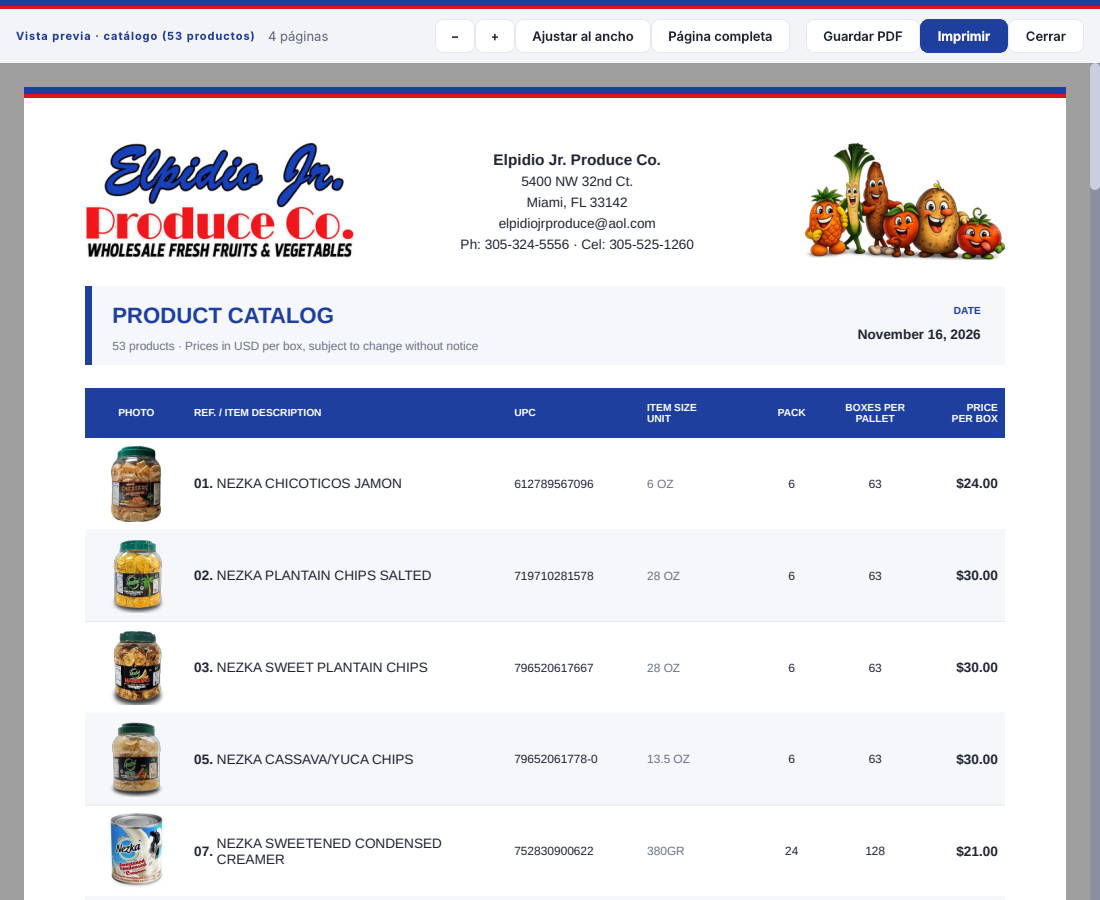 Vista previa · catálogo (53 productos) 4 páginas
– + Ajustar al ancho Página completa Guardar PDF Imprimir Cerrar
Elpidio Jr.
Produce Co.
WHOLESALE FRESH FRUITS & VEGETABLES
Elpidio Jr. Produce Co.
5400 NW 32nd Ct.
Miami, FL 33142
elpidiojrproduce@aol.com
Ph: 305-324-5556 · Cel: 305-525-1260
PRODUCT CATALOG
53 products · Prices in USD per box, subject to change without notice
DATE
November 16, 2026
PHOTO REF. / ITEM DESCRIPTION UPC ITEM SIZE UNIT PACK BOXES PER PALLET PRICE PER BOX
01. NEZKA CHICOTICOS JAMON 612789567096 6 OZ 6 63 $24.00
02. NEZKA PLANTAIN CHIPS SALTED 719710281578 28 OZ 6 63 $30.00
03. NEZKA SWEET PLANTAIN CHIPS 796520617667 28 OZ 6 63 $30.00
05. NEZKA CASSAVA/YUCA CHIPS 79652061778-0 13.5 OZ 6 63 $30.00
Nezka
07. NEZKA SWEETENED CONDENSED CREAMER 752830900622 380GR 24 128 $21.00